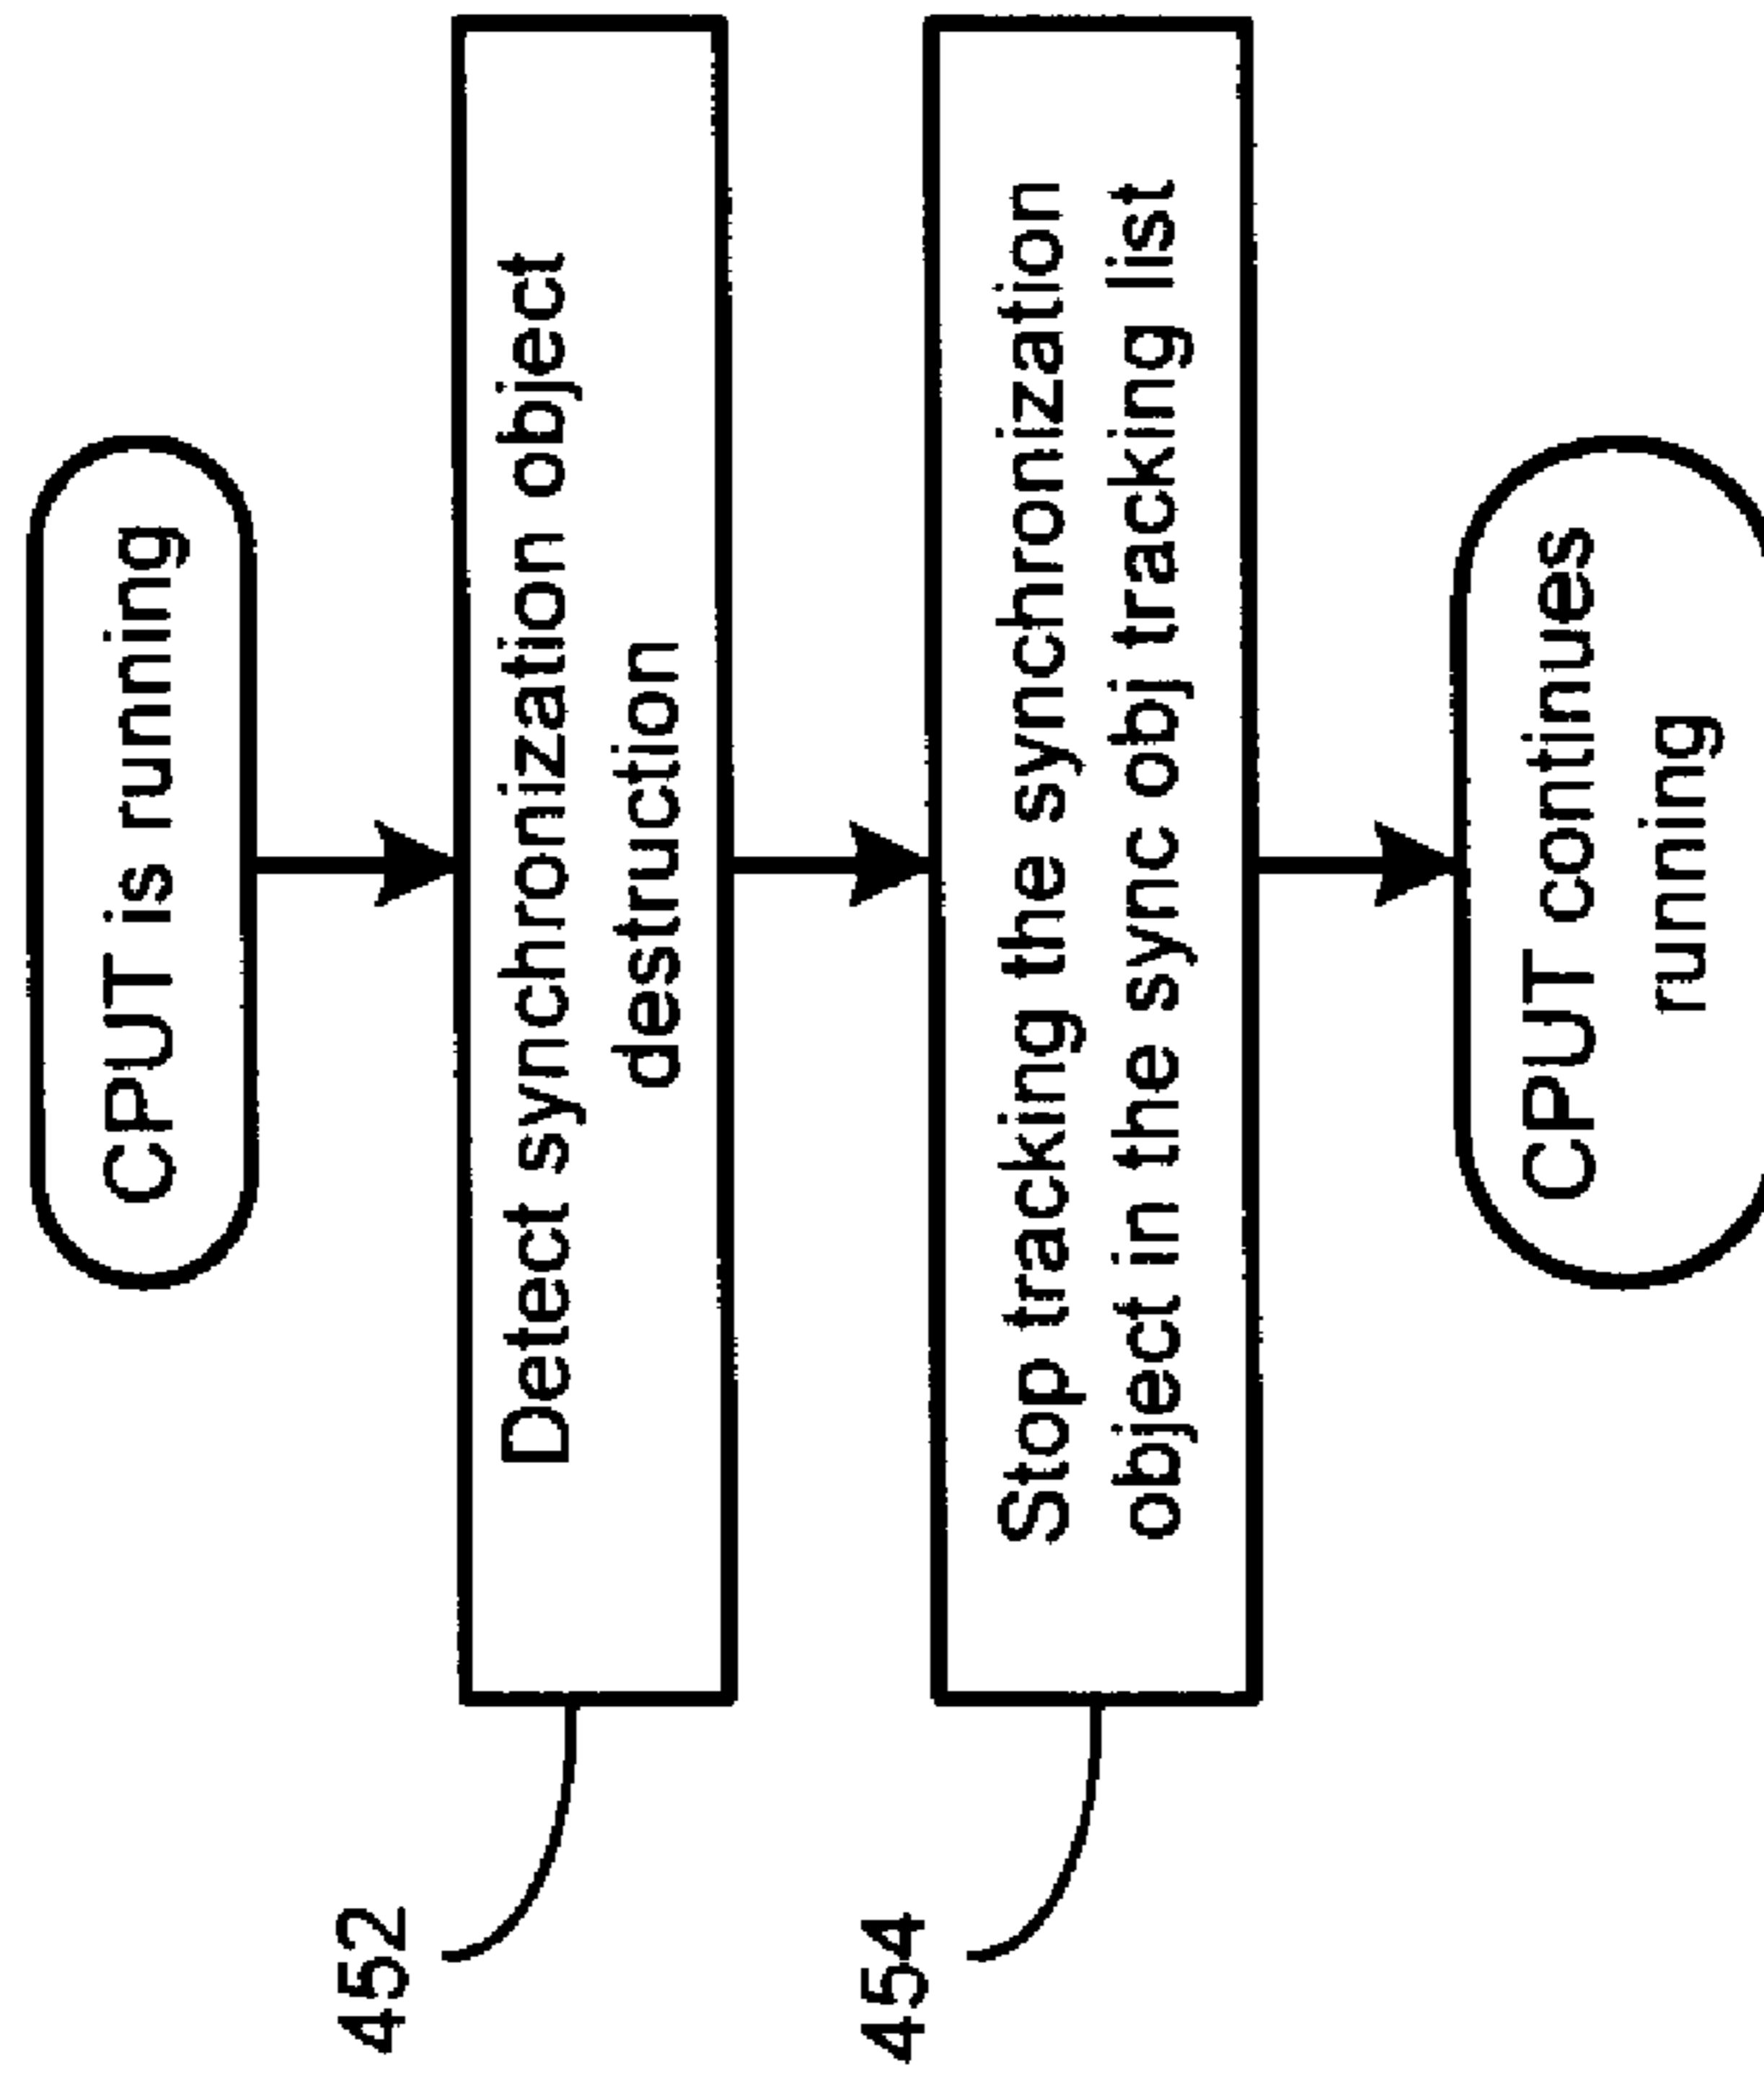 CPUT is running
452
Detect synchronization object
destruction
454
Stop tracking the synchronization
object in the sync obj tracking list
CPUT continues
running